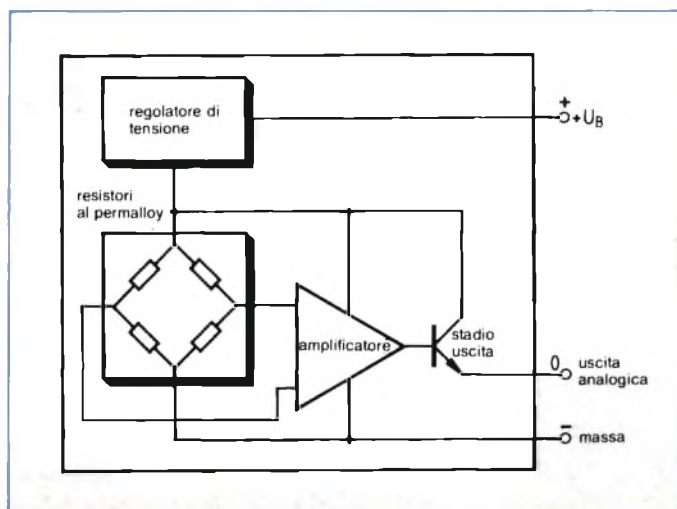 regolatore di
tensione
+
+U_B
resistori
al permalloy
amplificatore
stadio
uscita
0
uscita
analogica
−
massa